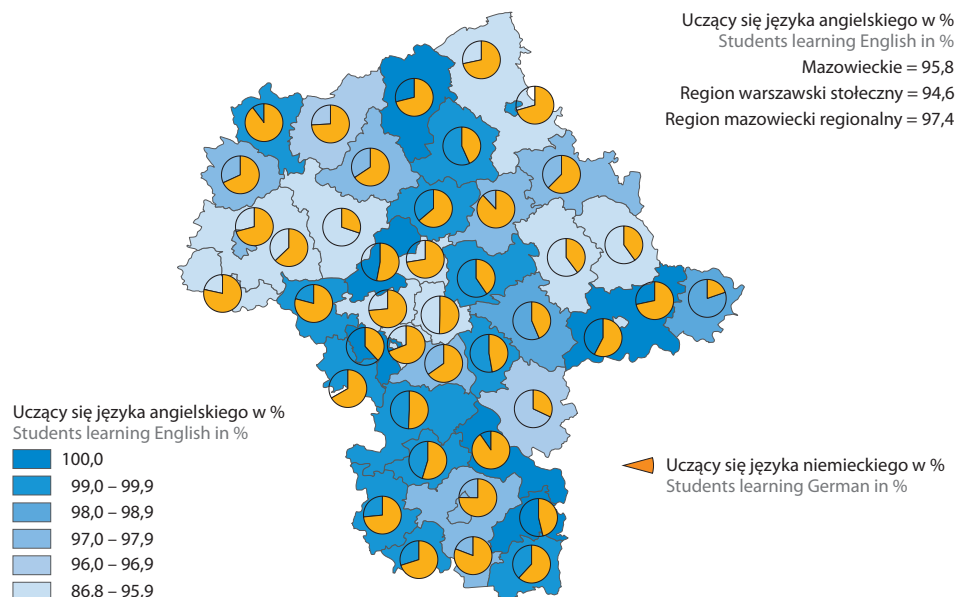 Uczący się języka angielskiego w %
Students learning English in %
Mazowieckie = 95,8
Region warszawski stołeczny = 94,6
Region mazowiecki regionalny = 97,4
Uczący się języka angielskiego w %
Students learning English in %
100,0
99,0 – 99,9
98,0 – 98,9
97,0 – 97,9
96,0 – 96,9
86,8 – 95,9
Uczący się języka niemieckiego w %
Students learning German in %